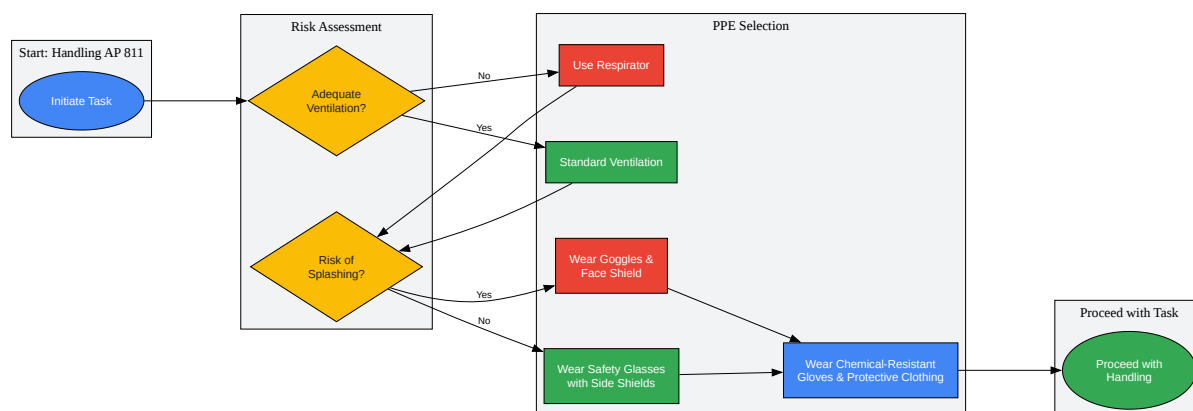 Start: Handling AP 811
Initiate Task
Risk Assessment
Adequate
Ventilation?
Risk of
Splashing?
No
Yes
Yes
No
PPE Selection
Use Respirator
Standard Ventilation
Wear Goggles &
Face Shield
Wear Safety Glasses
with Side Shields
Wear Chemical-Resistant
Gloves & Protective Clothing
Proceed with Task
Proceed with
Handling